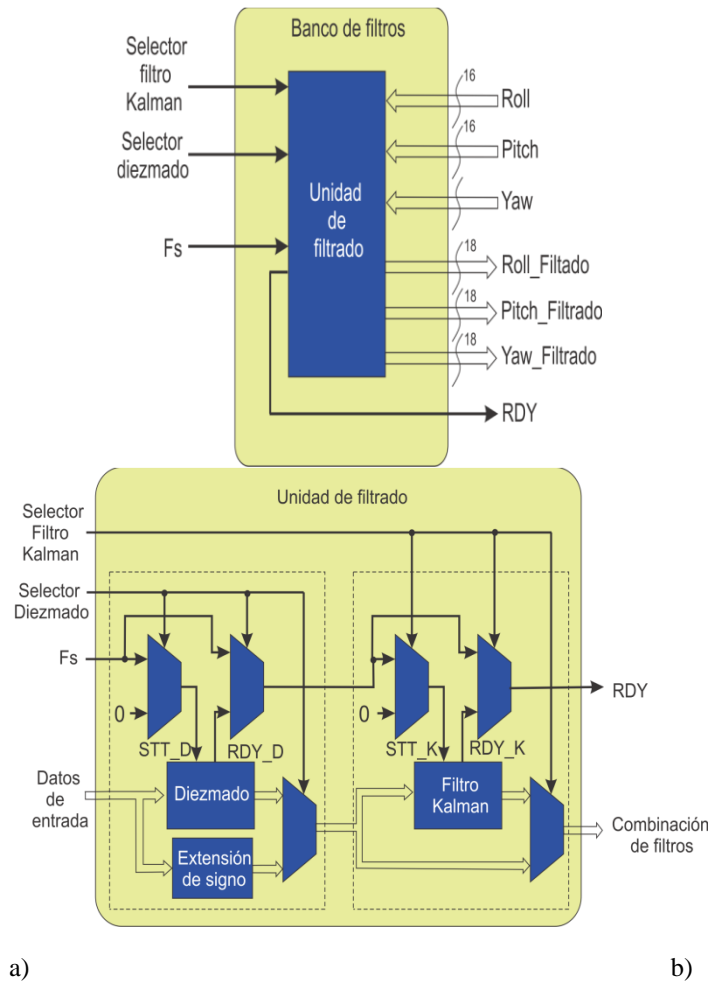 Banco de filtros
Selector
filtro
Kalman
Selector
diezmado
Fs
Unidad
de
filtrado
16
Roll
16
Pitch
Yaw
18
Roll_Filtado
18
Pitch_Filtrado
18
Yaw_Filtrado
RDY
Unidad de filtrado
Selector
Filtro
Kalman
Selector
Diezmado
Fs
0
STT_D
RDY_D
0
STT_K
RDY_K
RDY
Datos
de
entrada
Diezmado
Extensión
de signo
Filtro
Kalman
Combinación
de filtros
a)
b)